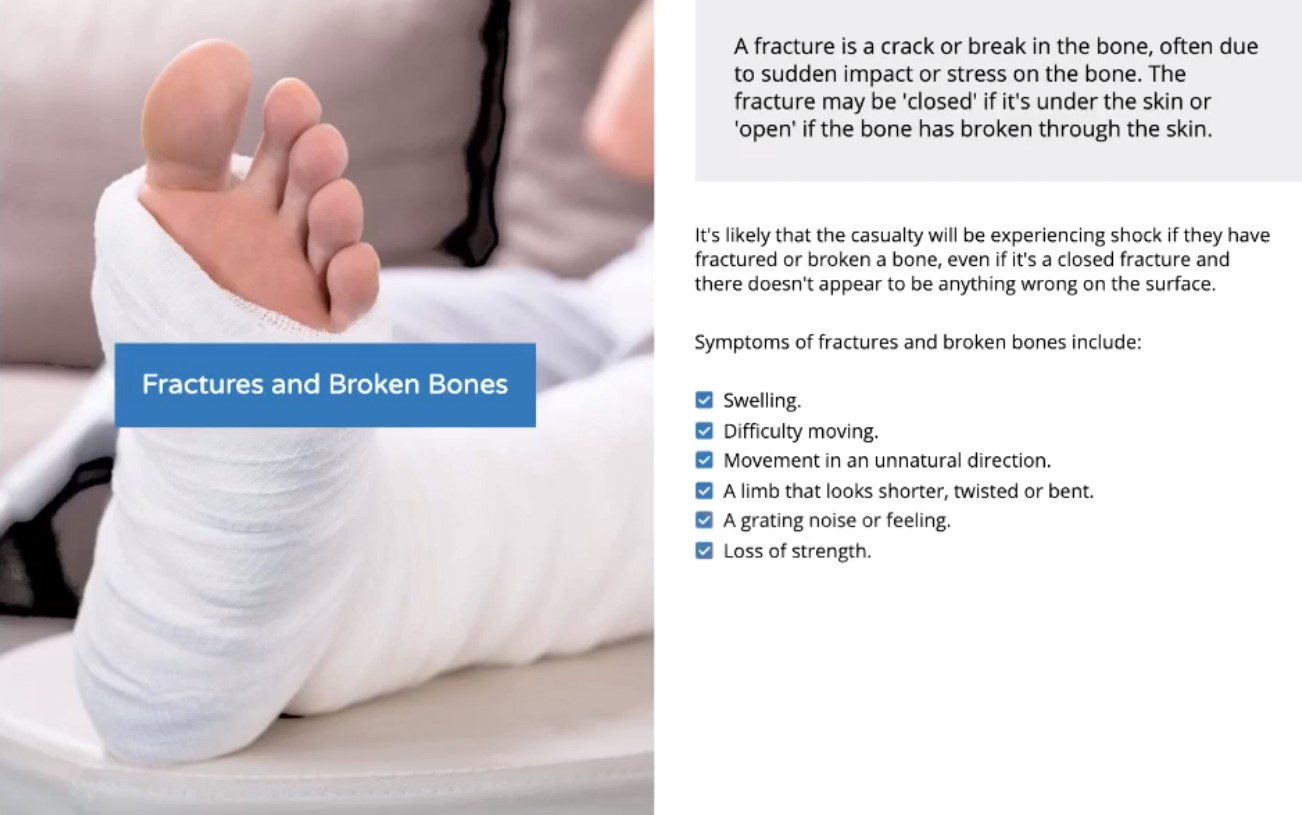 Fractures and Broken Bones
A fracture is a crack or break in the bone, often due
to sudden impact or stress on the bone. The
fracture may be 'closed' if it's under the skin or
'open' if the bone has broken through the skin.
It's likely that the casualty will be experiencing shock if they have
fractured or broken a bone, even if it's a closed fracture and
there doesn't appear to be anything wrong on the surface.
Symptoms of fractures and broken bones include:
Swelling.
Difficulty moving.
Movement in an unnatural direction.
A limb that looks shorter, twisted or bent.
A grating noise or feeling.
Loss of strength.